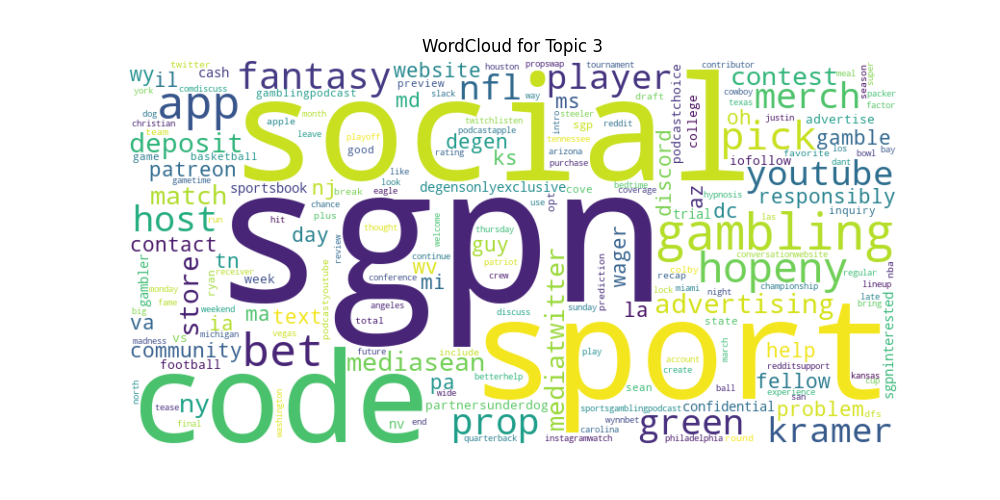 WordCloud for Topic 3
twitter
houston
propswap
tournament
contributor
wy
il
cash
fantasy
website
nfl
player
contest
season
super
meal
york
comdiscuss
preview
social
podcastchoice
cowboy
gamblingpodcast
md
slack
way
ms
draft
college
merch
texas
packer
factor
dog
app
apple
month
twitchlisten
intro
steeler
reddit
oh
justin
advertise
christian
team
leave
playoff
podcastapple
sgp
tennessee
pick
gamble
deposit
degen
favorite
los
bay
game
basketball
good
rating
ks
arizona
purchase
iofollow
dant
bowl
patreon
gametime
like
look
bedtime
coverage
discord
youtube
match
sportsbook
nj
break
eagle
degensonlyexclusive
cove
az
hypnosis
responsibly
host
chance
plus
use
opt
trial
dc
inquiry
run
hit
sgpn
las
contact
day
review
thought
welcome
thursday
guy
wager
gambling
tn
conference
continue
patriot
crew
prediction
recap
conversationwebsite
gambler
store
ryan
receiver
week
wv
mi
mediatwitter
colby
hopeny
regular
nba
monday
podcastyoutube
miami
night
championship
lineup
fame
weekend
angeles
lock
late
big
ma
text
total
sunday
la
advertising
bring
va
ia
vs
michigan
discuss
sport
state
madness
vegas
community
bet
future
mediasean
include
play
march
help
football
betterhelp
account
create
redditsupport
kansas
sgpninterested
north
code
pa
wide
sean
ball
fellow
experience
cup
tease
ny
washington
partnersunderdog
sportsgamblingpodcast
confidential
san
problem
dfs
final
nv
end
prop
wynnbet
carolina
green
kramer
quarterback
instagramwatch
philadelphia
round